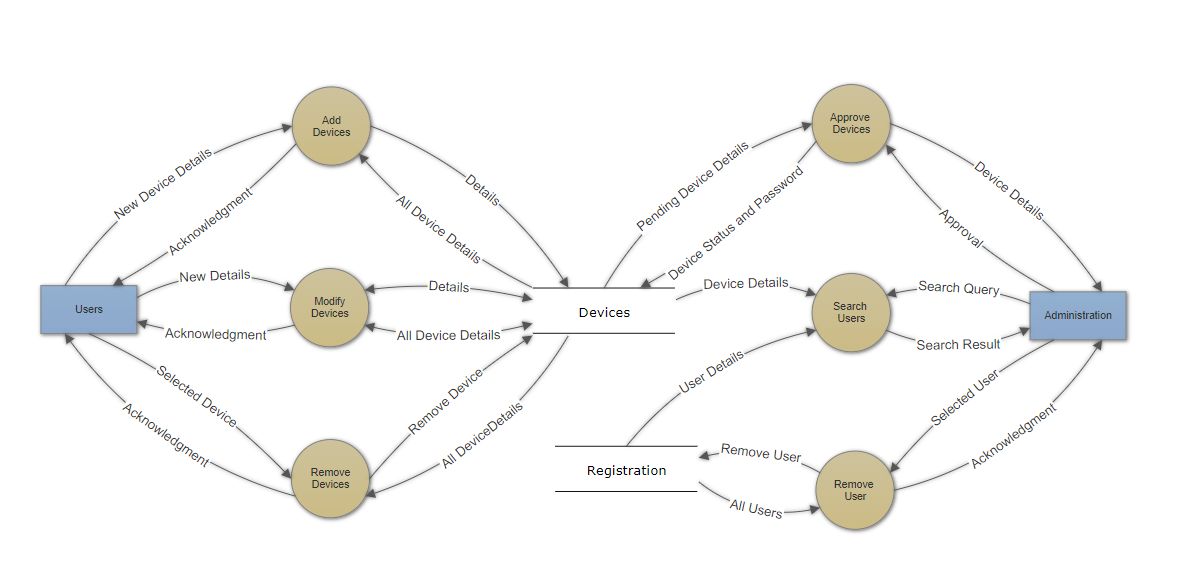 Add
Devices
Approve
Devices
New Device Details
Acknowledgment
Details
All Device Details
Pending Device Details
Device Status and Password
Device Details
Approval
New Details
Modify
Devices
Details
Device Details
Search
Users
Search Query
Users
Devices
Administration
Acknowledgment
All Device Details
Search Result
User Details
Selected Device
Remove Device
Selected User
Acknowledgment
All DeviceDetails
Acknowledgment
Remove
Devices
Registration
Remove User
Remove
User
All Users